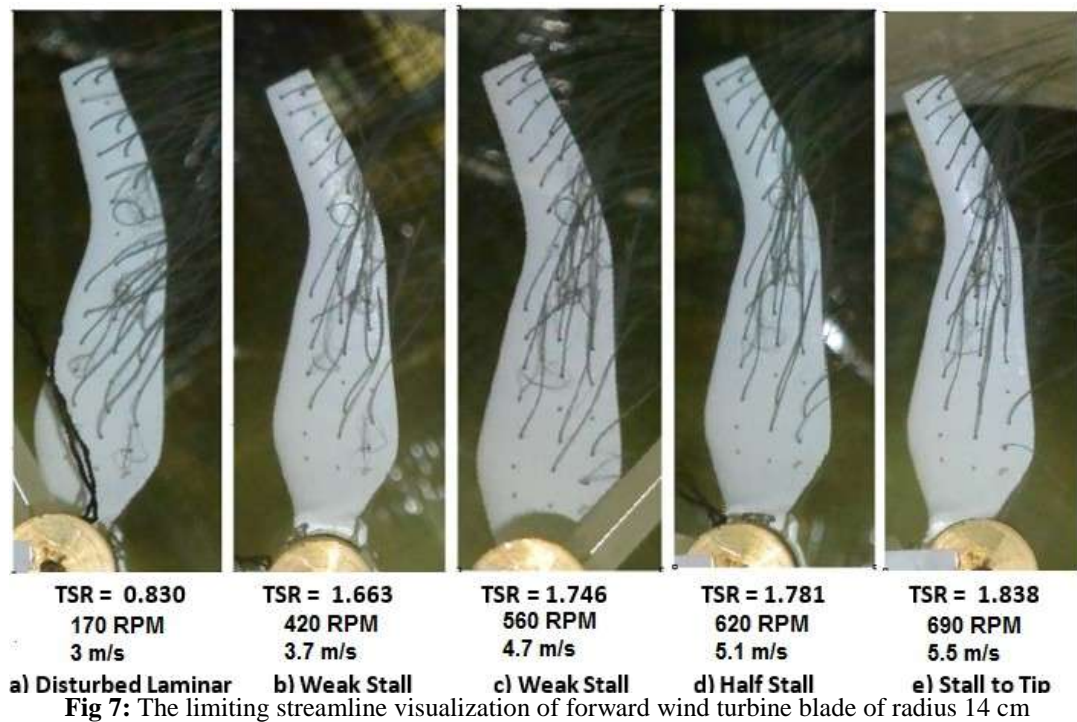 TSR = 0.830
170 RPM
3 m/s
a) Disturbed Laminar
TSR = 1.663
420 RPM
3.7 m/s
b) Weak Stall
TSR = 1.746
560 RPM
4.7 m/s
c) Weak Stall
TSR = 1.781
620 RPM
5.1 m/s
d) Half Stall
TSR = 1.838
690 RPM
5.5 m/s
e) Stall to Tip
Fig 7: The limiting streamline visualization of forward wind turbine blade of radius 14 cm